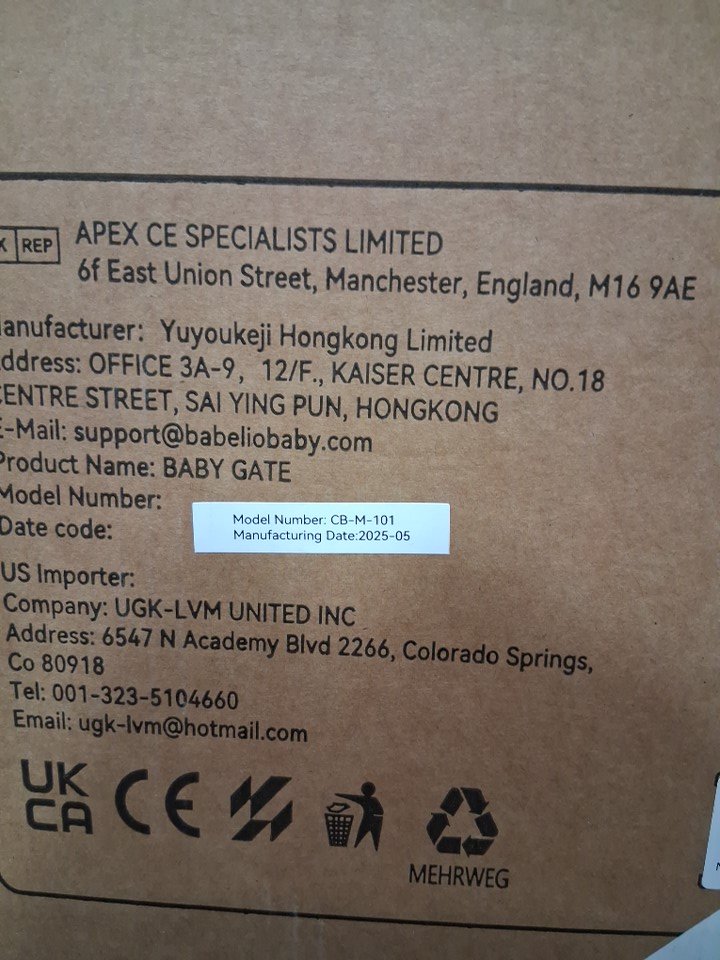 REP
APEX CE SPECIALISTS LIMITED
6f East Union Street, Manchester, England, M16 9AE
anufacturer: Yuyoukeji Hongkong Limited
ddress: OFFICE 3A-9, 12/F., KAISER CENTRE, NO.18
CENTRE STREET, SAI YING PUN, HONGKONG
E-Mail: support@babeliobaby.com
Product Name: BABY GATE
Model Number:
Date code:
Model Number: CB-M-101
Manufacturing Date:2025-05
US Importer:
Company: UGK-LVM UNITED INC
Address: 6547 N Academy Blvd 2266, Colorado Springs,
Co 80918
Tel: 001-323-5104660
Email: ugk-lvm@hotmail.com
UK
CA
CE
MEHRWEG